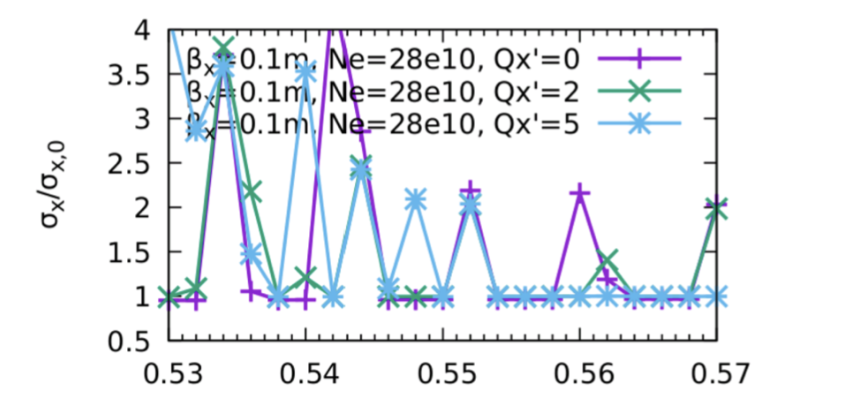 4
3.5
3
2.5
2
1.5
1
0.5
σx/σx,0
βx=0.1m, Ne=28e10, Qx'=0
βx=0.1m, Ne=28e10, Qx'=2
βx=0.1m, Ne=28e10, Qx'=5
0.53 0.54 0.55 0.56 0.57